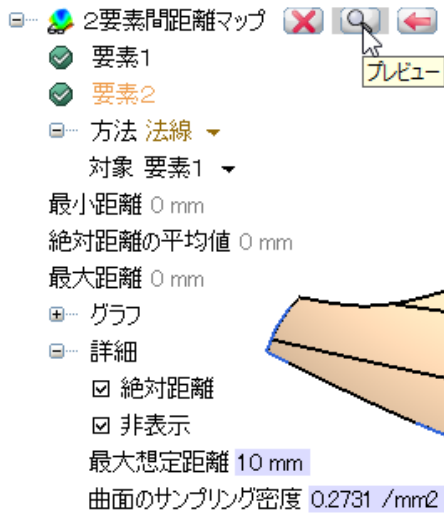 2要素間距離マップ
プレビュー
要素1
要素2
方法 法線
対象 要素1
最小距離 0 mm
絶対距離の平均値 0 mm
最大距離 0 mm
グラフ
詳細
絶対距離
非表示
最大想定距離 10 mm
曲面のサンプリング密度 0.2731 /mm2